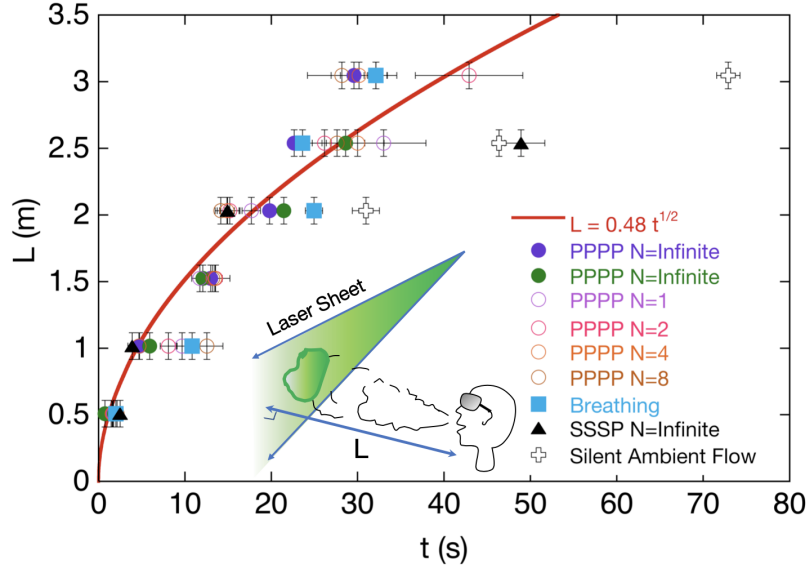 3.5
3
2.5
2
1.5
1
0.5
0
L (m)
0 10 20 30 40 50 60 70 80
t (s)
L = 0.48 t^1/2
PPPP N=Infinite
PPPP N=Infinite
PPPP N=1
PPPP N=2
PPPP N=4
PPPP N=8
Breathing
SSSP N=Infinite
Silent Ambient Flow
Laser Sheet
L